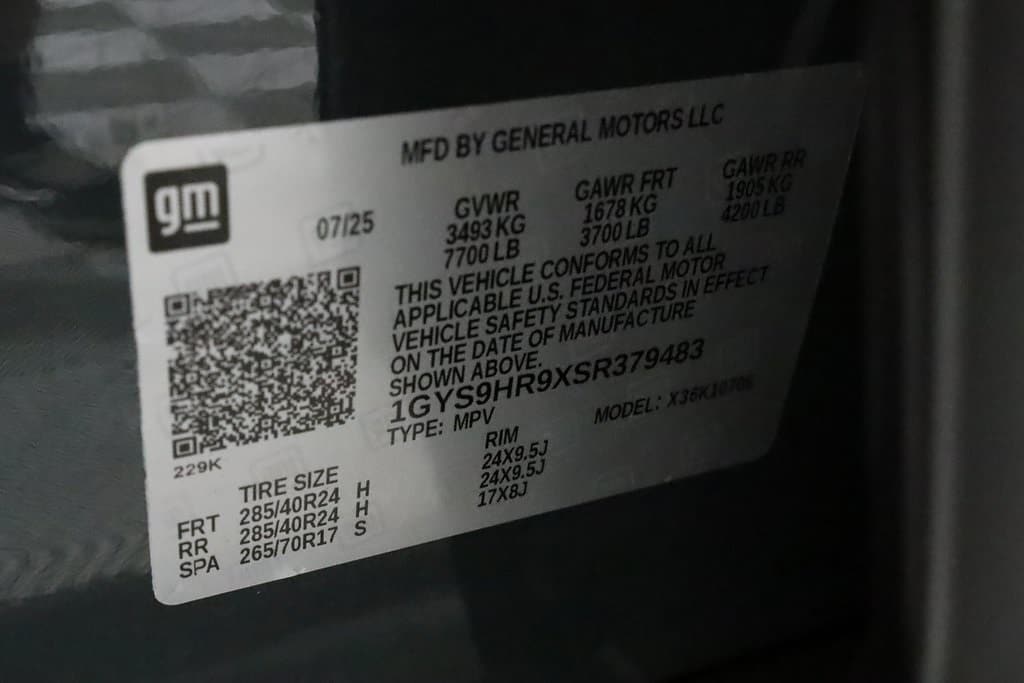 MFD BY GENERAL MOTORS LLC
gm
07/25
GVWR
3493 KG
7700 LB
GAWR FRT
1678 KG
3700 LB
GAWR RR
1905 KG
4200 LB
THIS VEHICLE CONFORMS TO ALL
APPLICABLE U.S. FEDERAL MOTOR
VEHICLE SAFETY STANDARDS IN EFFECT
ON THE DATE OF MANUFACTURE
SHOWN ABOVE.
1GYS9HR9XSR379483
TYPE: MPV MODEL: X36K10706
229K
TIRE SIZE RIM
FRT 285/40R24 H 24X9.5J
RR 285/40R24 H 24X9.5J
SPA 265/70R17 S 17X8J